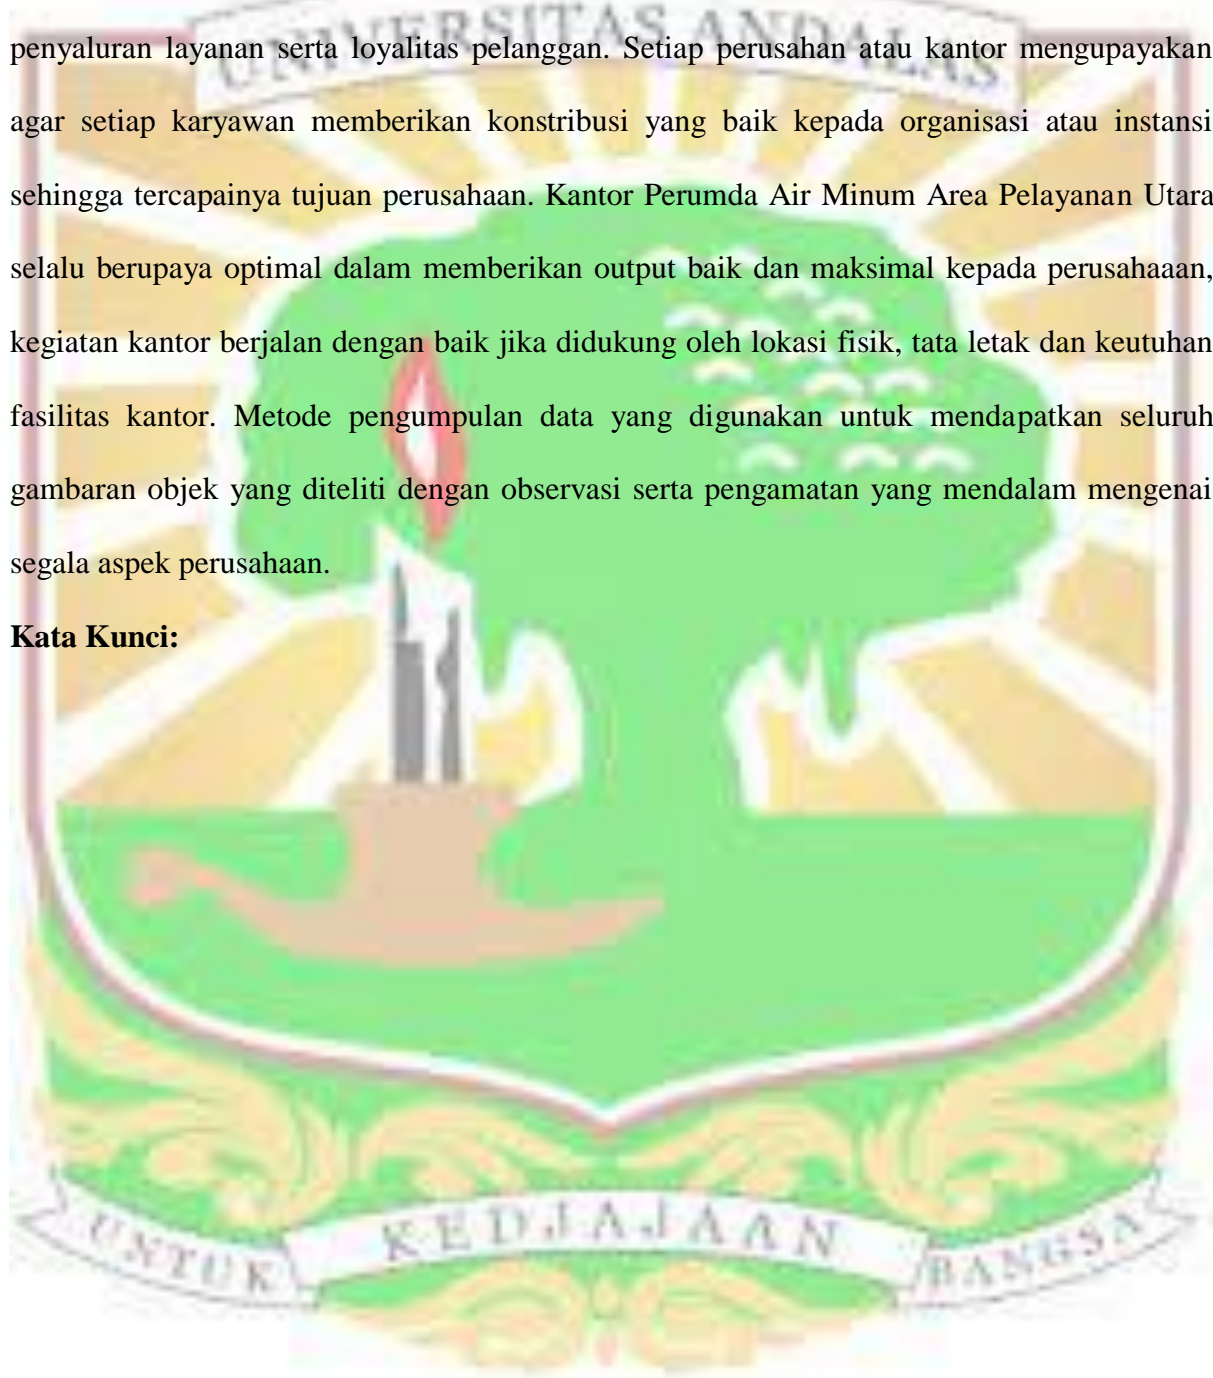 UNIVERSITAS ANDALAS
penyaluran layanan serta loyalitas pelanggan. Setiap perusahan atau kantor mengupayakan
agar setiap karyawan memberikan konstribusi yang baik kepada organisasi atau instansi
sehingga tercapainya tujuan perusahaan. Kantor Perumda Air Minum Area Pelayanan Utara
selalu berupaya optimal dalam memberikan output baik dan maksimal kepada perusahaaan,
kegiatan kantor berjalan dengan baik jika didukung oleh lokasi fisik, tata letak dan keutuhan
fasilitas kantor. Metode pengumpulan data yang digunakan untuk mendapatkan seluruh
gambaran objek yang diteliti dengan observasi serta pengamatan yang mendalam mengenai
segala aspek perusahaan.
Kata Kunci:
UNTUK KEDJAJAAN BANGSA